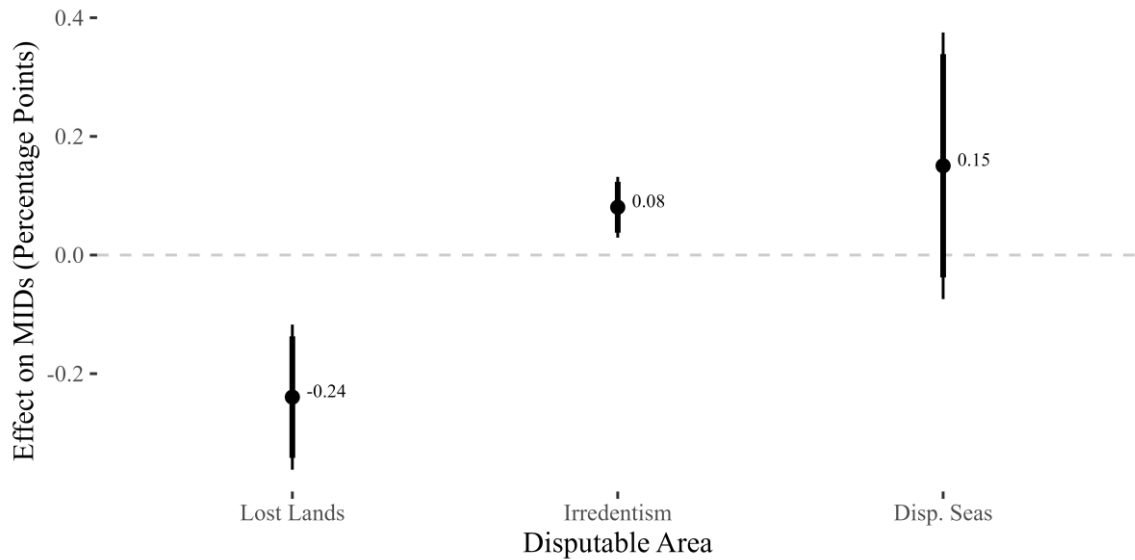 Effect on MIDs (Percentage Points)
0.4
0.2
0.0
-0.2
-0.24
0.08
0.15
Lost Lands
Irredentism
Disp. Seas
Disputable Area